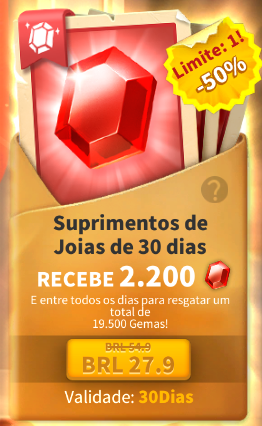 Limite: 1!
-50%
?
Suprimentos de
Joias de 30 dias
RECEBE 2.200
E entre todos os dias para resgatar um
total de
19.500 Gemas!
BRL 54.9
BRL 27.9
Validade: 30Dias